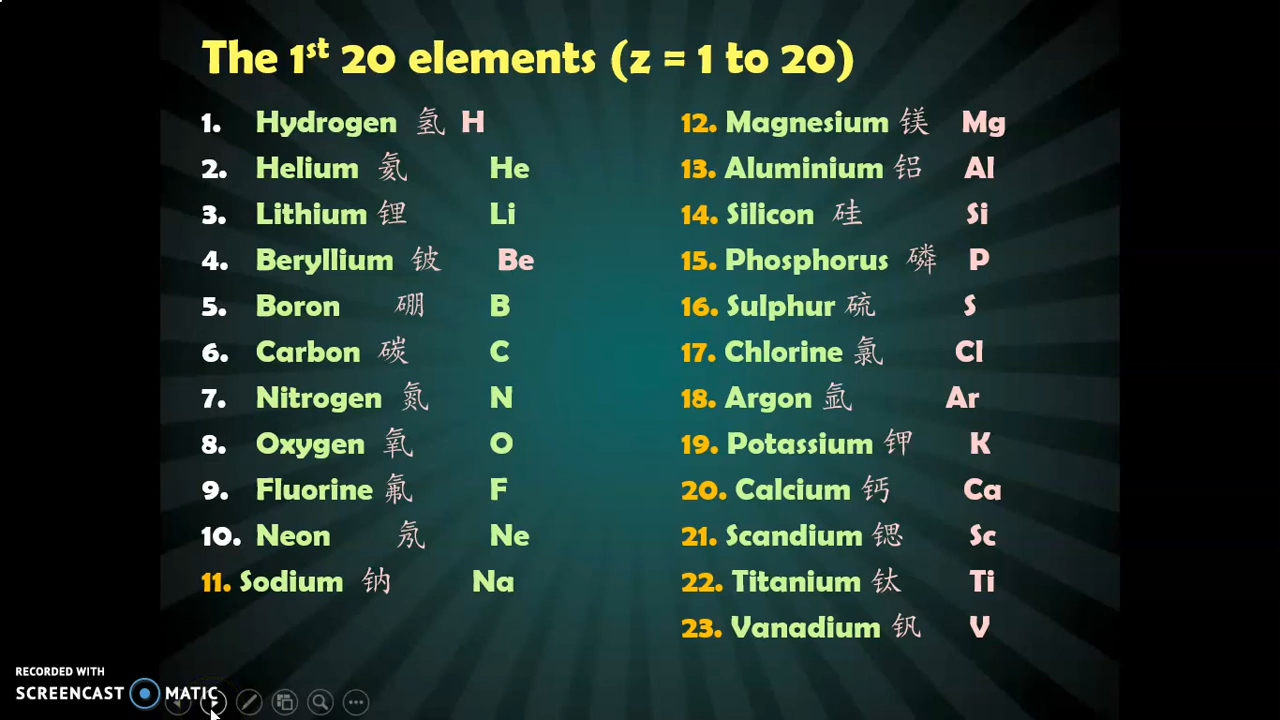 The 1st 20 elements (z = 1 to 20)
1. Hydrogen 氢 H
2. Helium 氦 He
3. Lithium 锂 Li
4. Beryllium 铍 Be
5. Boron 硼 B
6. Carbon 碳 C
7. Nitrogen 氮 N
8. Oxygen 氧 O
9. Fluorine 氟 F
10. Neon 氖 Ne
11. Sodium 钠 Na
12. Magnesium 镁 Mg
13. Aluminium 铝 Al
14. Silicon 硅 Si
15. Phosphorus 磷 P
16. Sulphur 硫 S
17. Chlorine 氯 Cl
18. Argon 氩 Ar
19. Potassium 钾 K
20. Calcium 钙 Ca
21. Scandium 锶 Sc
22. Titanium 钛 Ti
23. Vanadium 钒 V
RECORDED WITH
SCREENCAST MATIC